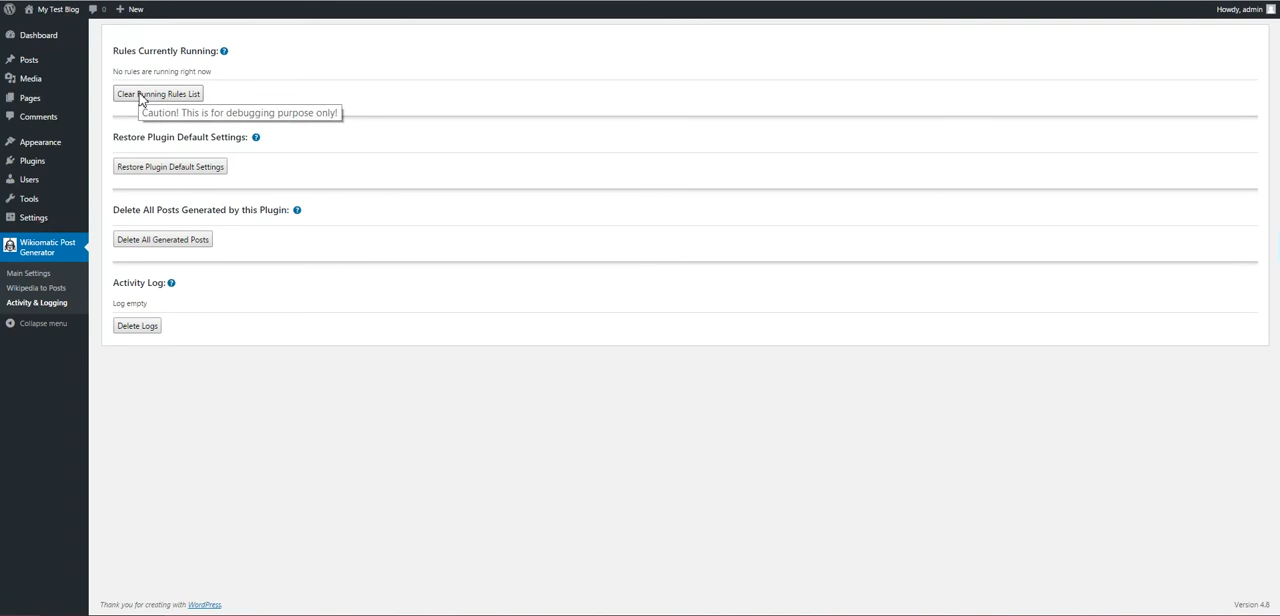 My Test Blog 0 New Howdy, admin
Dashboard
Posts
Media
Pages
Comments
Appearance
Plugins
Users
Tools
Settings
Wikiomatic Post
Generator
Main Settings
Wikipedia to Posts
Activity & Logging
Collapse menu
Rules Currently Running:
No rules are running right now
Clear Running Rules List
Caution! This is for debugging purpose only!
Restore Plugin Default Settings:
Restore Plugin Default Settings
Delete All Posts Generated by this Plugin:
Delete All Generated Posts
Activity Log:
Log empty
Delete Logs
Thank you for creating with WordPress. Version 4.8